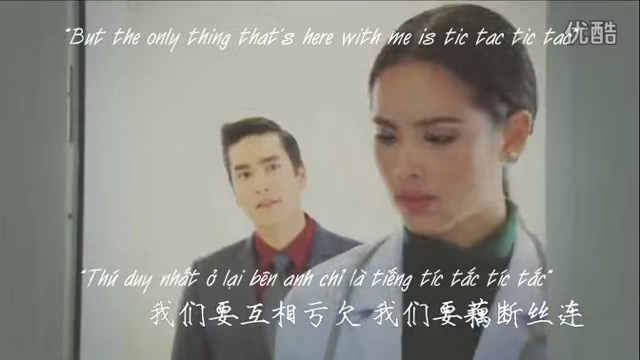 "But the only thing that's here with me is tic tac tic tac"
优酷
"Thứ duy nhất ở lại bên anh chỉ là tiếng tíc tắc tíc tắc"
我们要互相亏欠 我们要藕断丝连